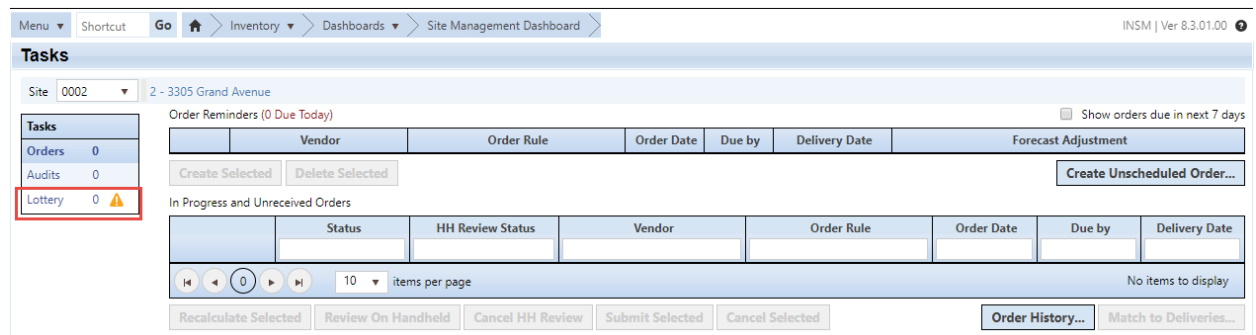 Menu Shortcut Go Inventory Dashboards Site Management Dashboard INSM | Ver 8.3.01.00
Tasks
Site 0002 2 - 3305 Grand Avenue
Tasks
Orders 0
Audits 0
Lottery 0
Order Reminders (0 Due Today) Show orders due in next 7 days
Vendor Order Rule Order Date Due by Delivery Date Forecast Adjustment
Create Selected Delete Selected Create Unscheduled Order...
In Progress and Unreceived Orders
Status HH Review Status Vendor Order Rule Order Date Due by Delivery Date
0 10 items per page No items to display
Recalculate Selected Review On Handheld Cancel HH Review Submit Selected Cancel Selected Order History... Match to Deliveries...